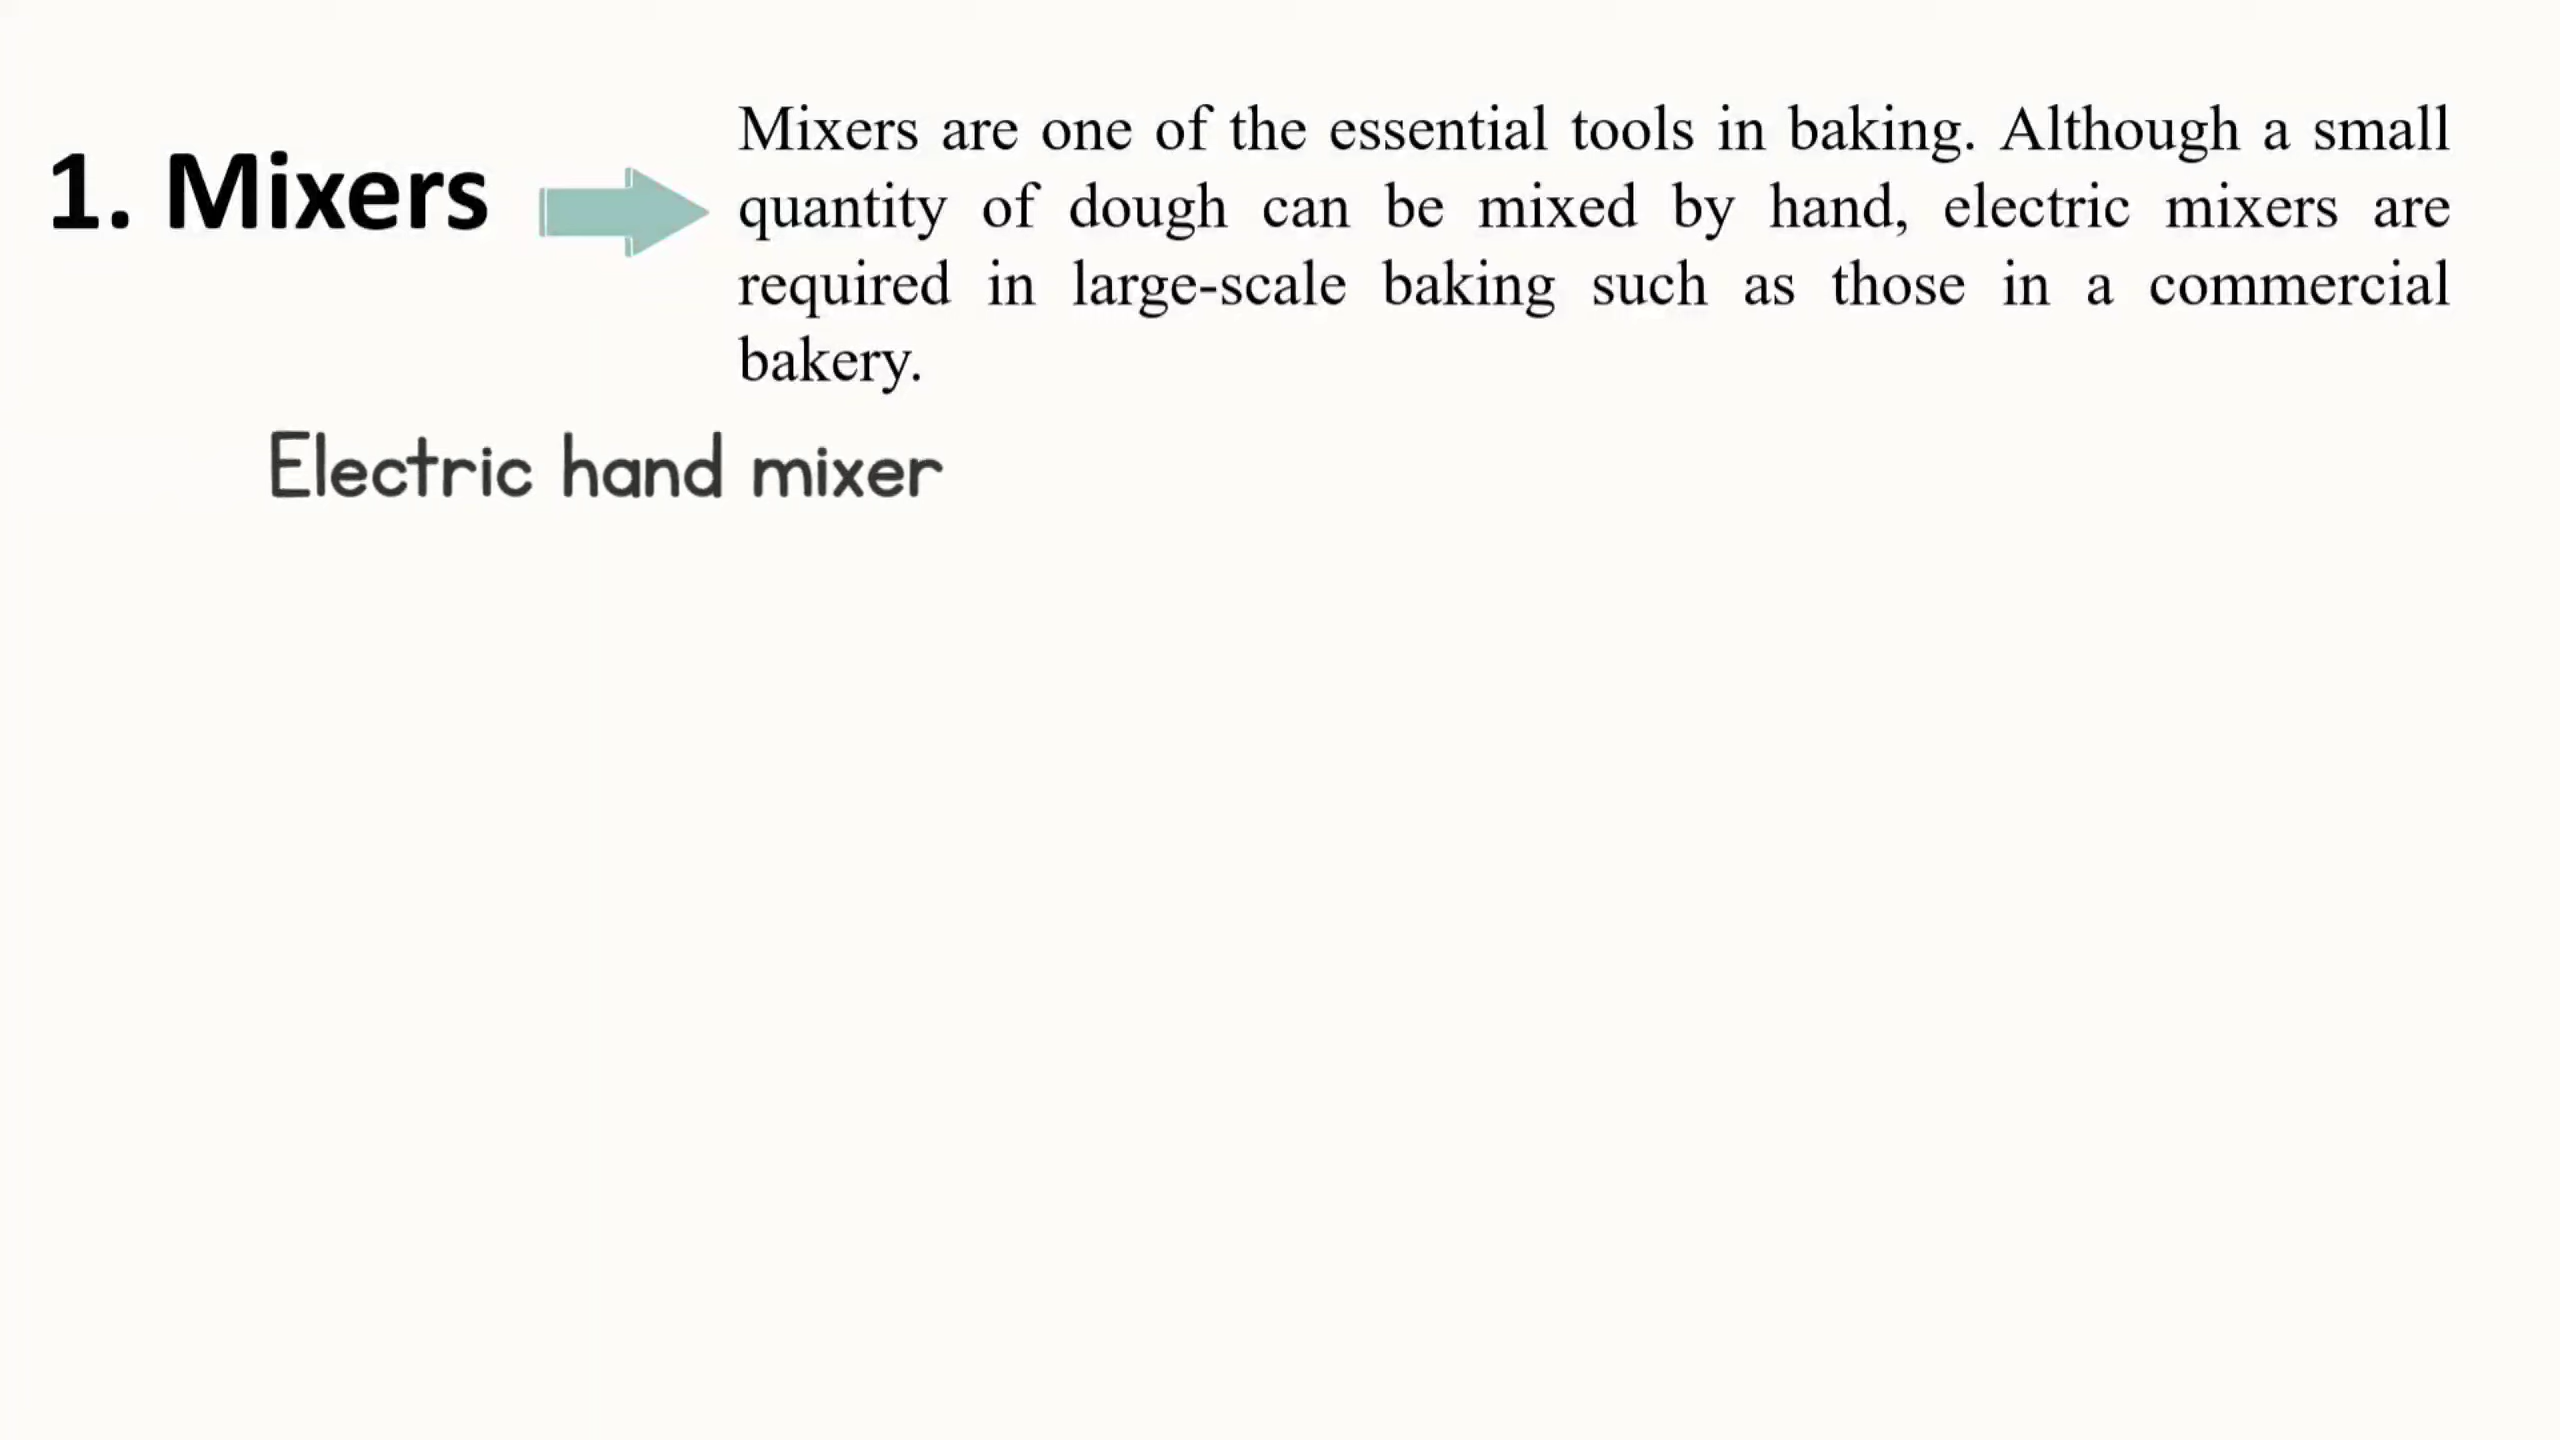 1. Mixers
Mixers are one of the essential tools in baking. Although a small
quantity of dough can be mixed by hand, electric mixers are
required in large-scale baking such as those in a commercial
bakery.
Electric hand mixer